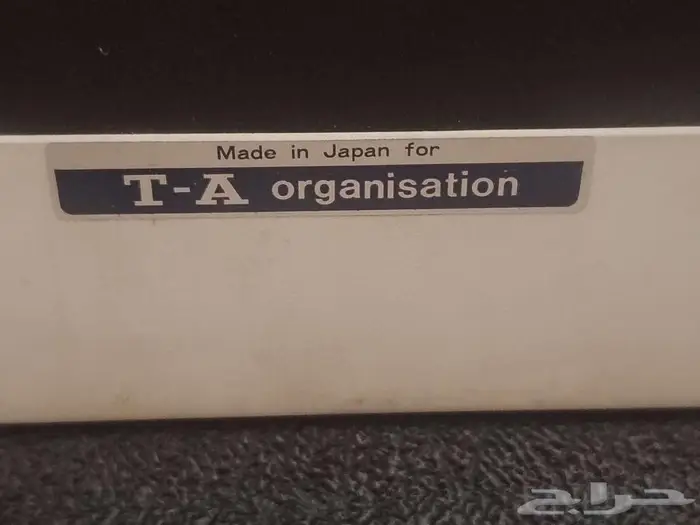 Made in Japan for
T-A organisation
حراج